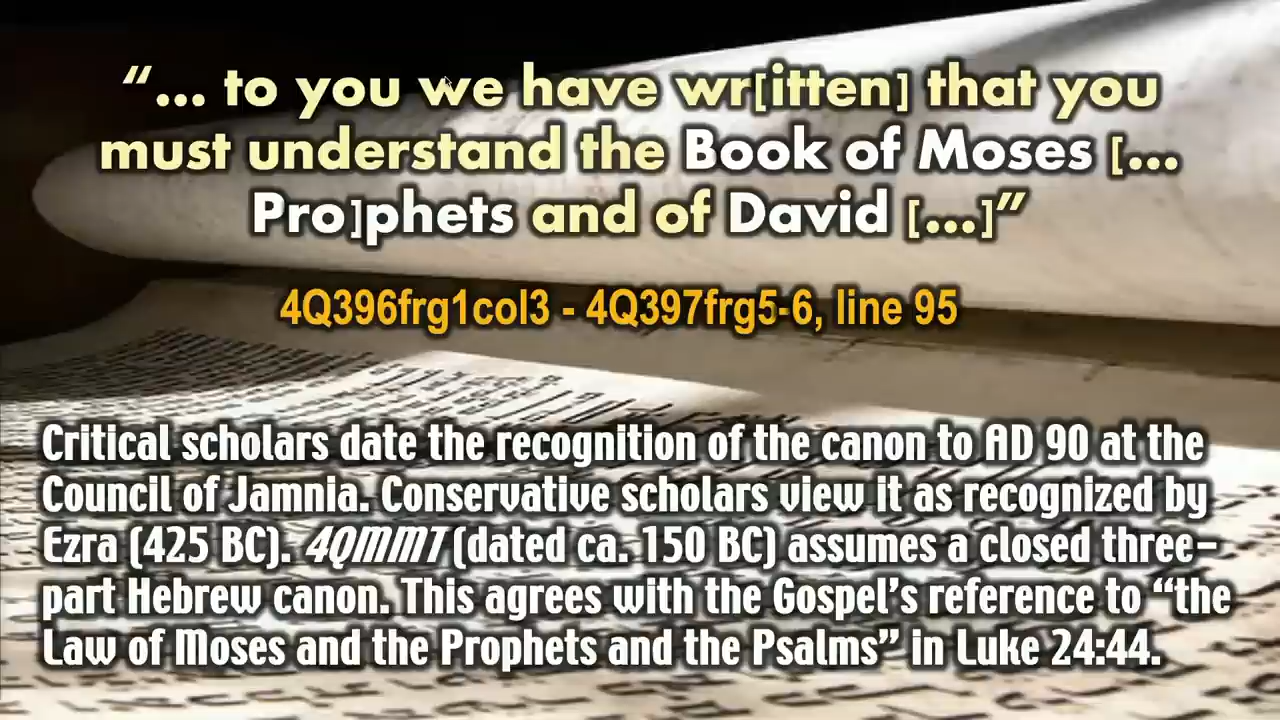 “... to you we have wr[itten] that you
must understand the Book of Moses [...
Pro]phets and of David [...]”
4Q396frg1col3 - 4Q397frg5-6, line 95
Critical scholars date the recognition of the canon to AD 90 at the
Council of Jamnia. Conservative scholars view it as recognized by
Ezra (425 BC). 4QMMT (dated ca. 150 BC) assumes a closed three-
part Hebrew canon. This agrees with the Gospel’s reference to “the
Law of Moses and the Prophets and the Psalms” in Luke 24:44.